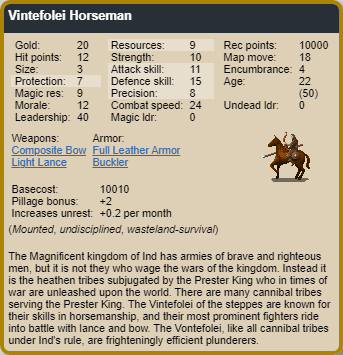 Vintefolei Horseman
Gold: 20 Resources: 9 Rec points: 10000
Hit points: 12 Strength: 10 Map move: 18
Size: 3 Attack skill: 11 Encumbrance: 4
Protection: 7 Defence skill: 15 Age: 22
Magic res: 9 Precision: 8 (50)
Morale: 12 Combat speed: 24 Undead ldr: 0
Leadership: 40 Magic ldr: 0
Weapons: Armor:
Composite Bow Full Leather Armor
Light Lance Buckler
Basecost: 10010
Pillage bonus: +2
Increases unrest: +0.2 per month
(Mounted, undisciplined, wasteland-survival)
The Magnificent kingdom of Ind has armies of brave and righteous
men, but it is not they who wage the wars of the kingdom. Instead it
is the heathen tribes subjugated by the Prester King who in times of
war are unleashed upon the world. There are many cannibal tribes
serving the Prester King. The Vintefolei of the steppes are known for
their skills in horsemanship, and their most prominent fighters ride
into battle with lance and bow. The Vontefolei, like all cannibal tribes
under Ind's rule, are frighteningly efficient plunderers.